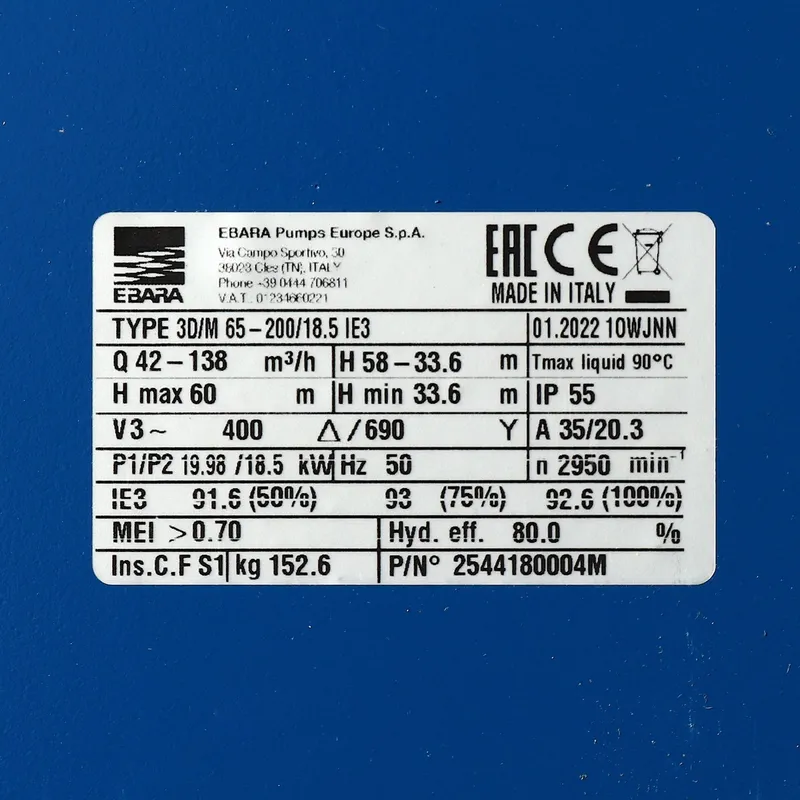 EBARA
EBARA Pumps Europe S.p.A.
Via Campo Sportivo, 30
38023 Cles (TN), ITALY
Phone +39 0444 706811
V.A.T. 01234660221
EAC CE
MADE IN ITALY
TYPE 3D/M 65-200/18.5 IE3 01.2022 10WJNN
Q 42-138 m³/h H 58-33.6 m Tmax liquid 90°C
H max 60 m H min 33.6 m IP 55
V3~ 400 Δ/690 Y A 35/20.3
P1/P2 19.98 /18.5 kW Hz 50 n 2950 min⁻¹
IE3 91.6 (50%) 93 (75%) 92.6 (100%)
MEI >0.70 Hyd. eff. 80.0 %
Ins.C.F S1 kg 152.6 P/N° 2544180004M